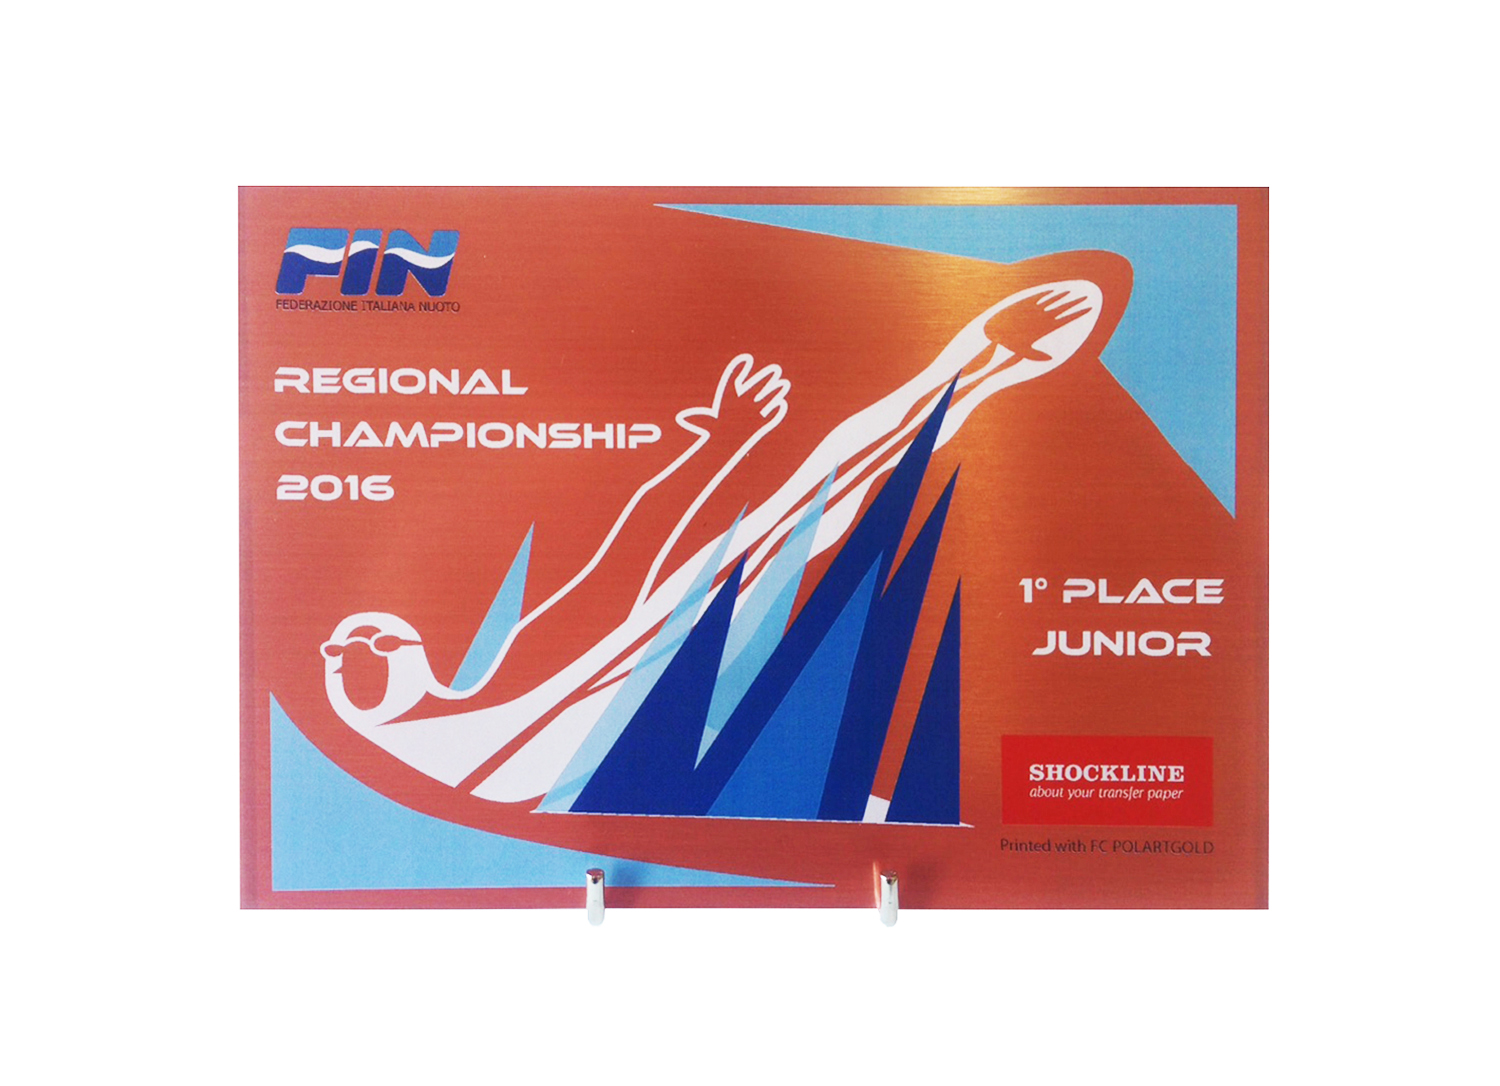 FIN
FEDERAZIONE ITALIANA NUOTO
REGIONAL
CHAMPIONSHIP
2016
1° PLACE
JUNIOR
SHOCKLINE
about your transfer paper
Printed with FC POLARTGOLD